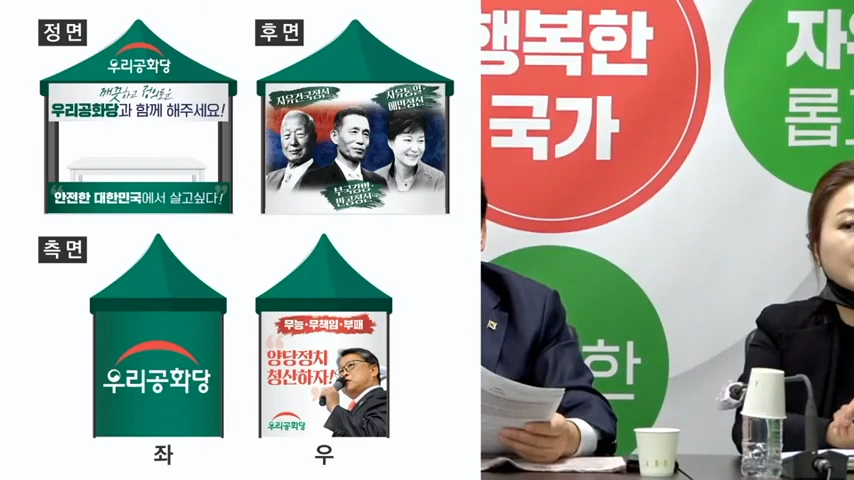 정면
우리공화당
깨끗하고 정의로운
우리공화당과 함께 해주세요!
"안전한 대한민국에서 살고싶다!"
후면
자유건국정신
자유통일·
애민정신
부국강병·
반공정신
측면
우리공화당
좌
무능·무책임·부패
"양당정치
청산하자!"
우리공화당
우
행복한
국가
자유
롭고
한